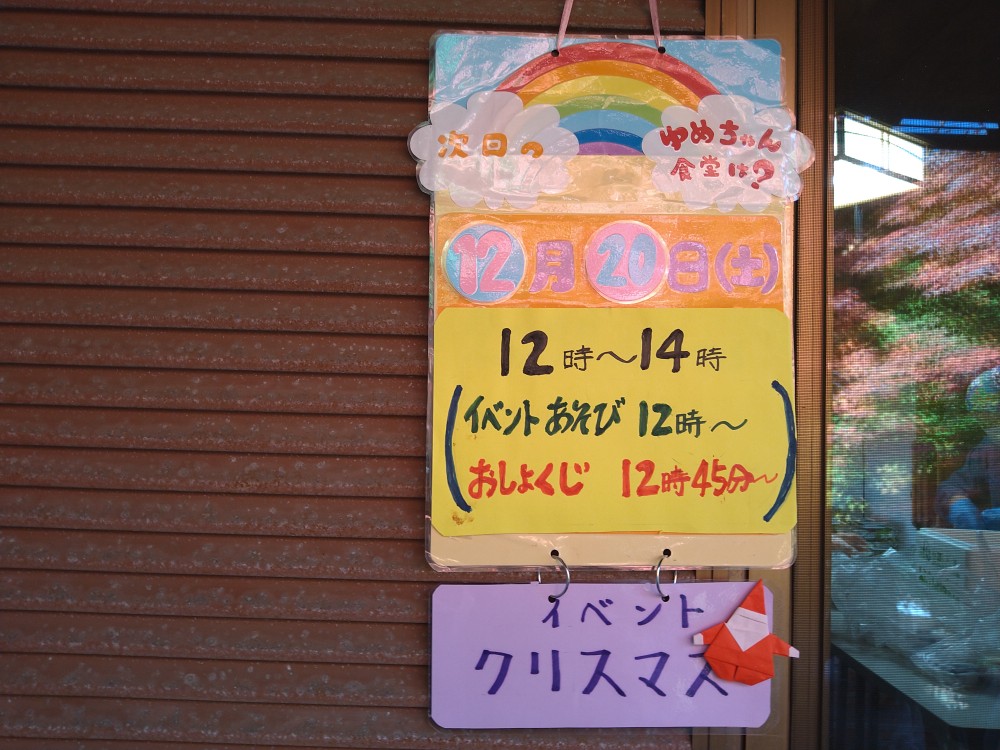 次回の
ゆめちゃん
食堂は?
12月20日(土)
12時〜14時
(イベントあそび 12時〜
おしょくじ 12時45分〜)
イベント
クリスマス